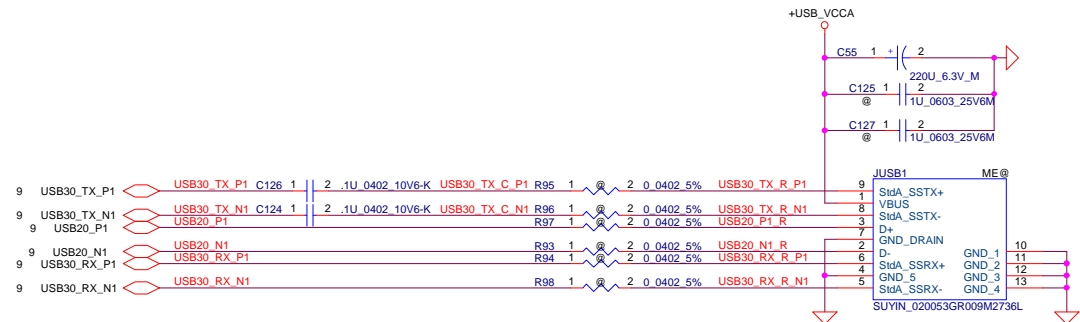 +USB_VCCA
C55 1 + 2
220U_6.3V_M
C125 1 2
@ 1U_0603_25V6M
C127 1 2
@ 1U_0603_25V6M
JUSB1 ME@
9 USB30_TX_P1 USB30_TX_P1 C126 1 2 .1U_0402_10V6-K USB30_TX_C_P1 R95 1 @ 2 0_0402_5% USB30_TX_R_P1 9 StdA_SSTX+
1 VBUS
9 USB30_TX_N1 USB30_TX_N1 C124 1 2 .1U_0402_10V6-K USB30_TX_C_N1 R96 1 @ 2 0_0402_5% USB30_TX_R_N1 8 StdA_SSTX-
9 USB20_P1 USB20_P1 R97 1 @ 2 0_0402_5% USB20_P1_R 3 D+
7 GND_DRAIN
9 USB20_N1 USB20_N1 R93 1 @ 2 0_0402_5% USB20_N1_R 2 D- GND_1 10
9 USB30_RX_P1 USB30_RX_P1 R94 1 @ 2 0_0402_5% USB30_RX_R_P1 6 StdA_SSRX+ GND_2 11
4 GND_5 GND_3 12
9 USB30_RX_N1 USB30_RX_N1 R98 1 @ 2 0_0402_5% USB30_RX_R_N1 5 StdA_SSRX- GND_4 13
SUYIN_020053GR009M2736L